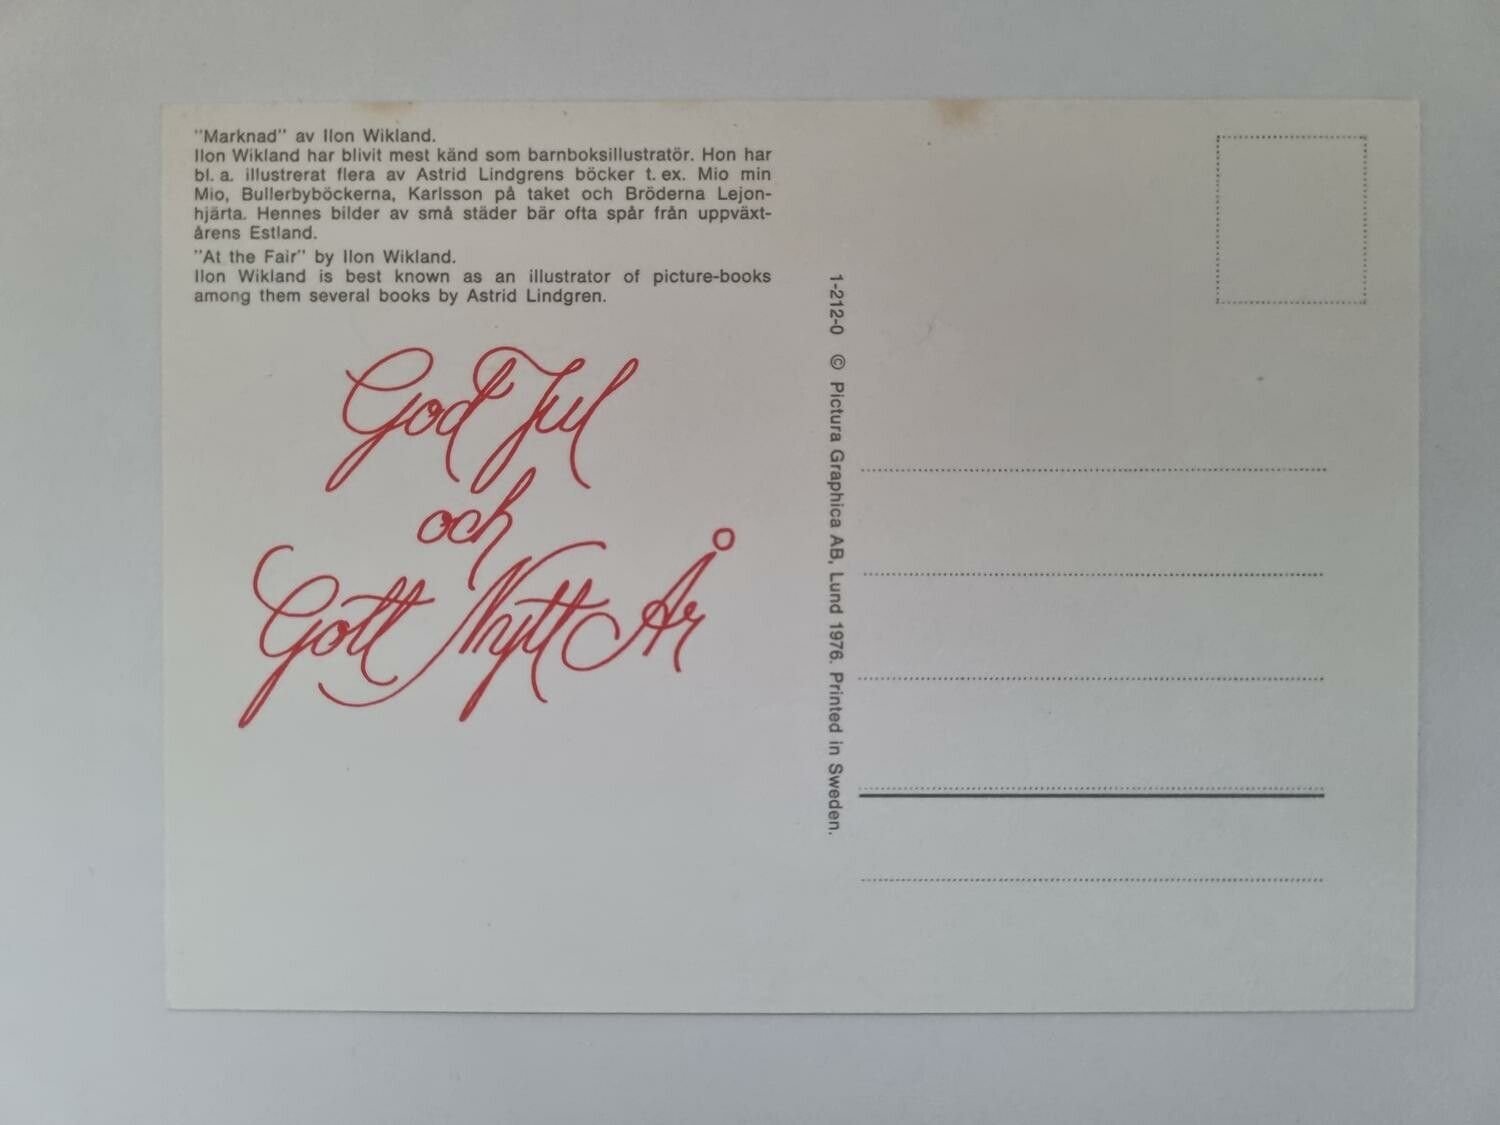 "Marknad" av Ilon Wikland.
Ilon Wikland har blivit mest känd som barnboksillustratör. Hon har
bl. a. illustrerat flera av Astrid Lindgrens böcker t. ex. Mio min
Mio, Bullerbyböckerna, Karlsson på taket och Bröderna Lejon-
hjärta. Hennes bilder av små städer bär ofta spår från uppväxt-
årens Estland.
"At the Fair" by Ilon Wikland.
Ilon Wikland is best known as an illustrator of picture-books
among them several books by Astrid Lindgren.
God Jul
och
Gott Nytt År
1-212-0 © Pictura Graphica AB, Lund 1976. Printed in Sweden.